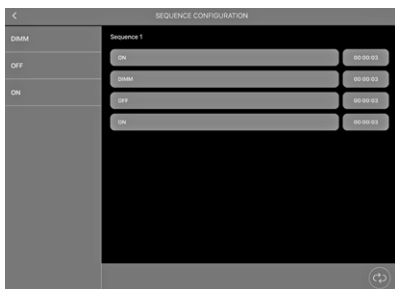 SEQUENCE CONFIGURATION
DIMM
OFF
ON
Sequence 1
ON 00:00:03
DIMM 00:00:03
OFF 00:00:03
ON 00:00:03